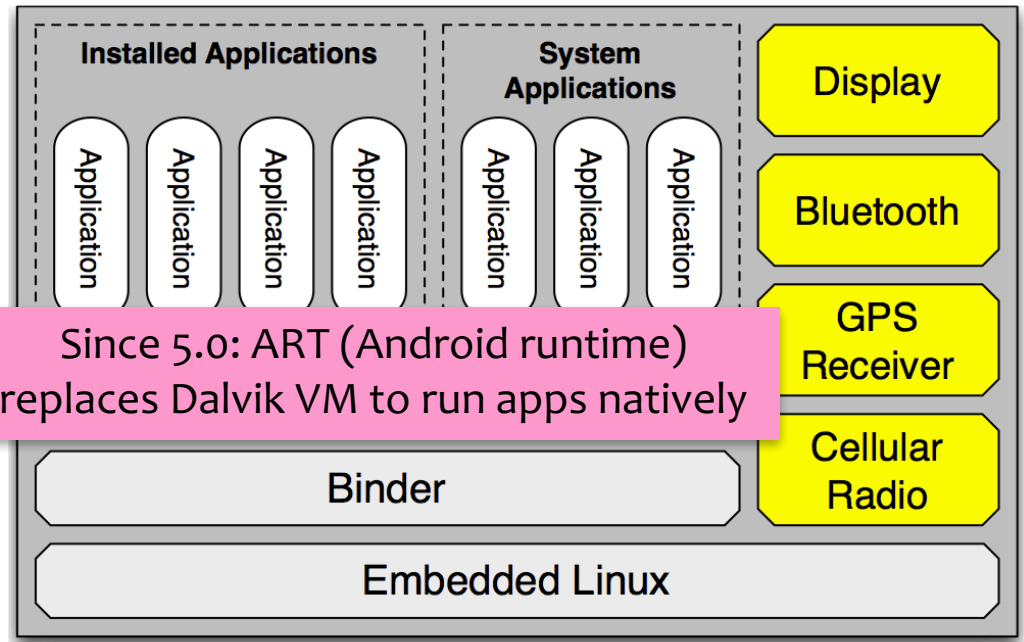 Installed Applications
System
Applications
Application
Application
Application
Application
Application
Application
Application
Display
Bluetooth
GPS
Receiver
Cellular
Radio
Since 5.0: ART (Android runtime)
replaces Dalvik VM to run apps natively
Binder
Embedded Linux